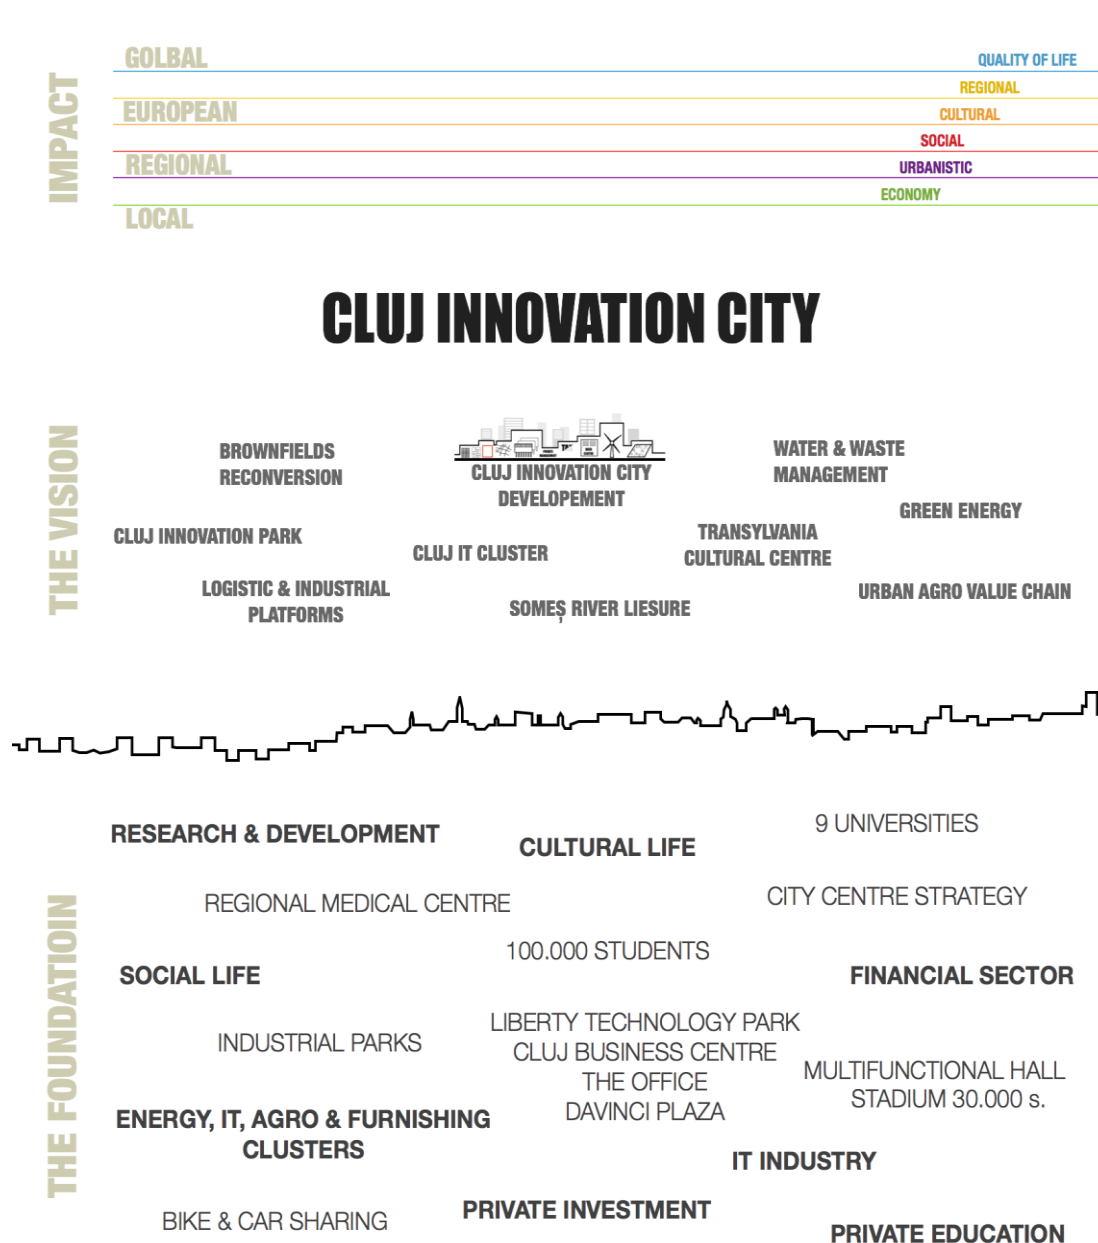 IMPACT
GOLBAL
QUALITY OF LIFE
REGIONAL
EUROPEAN
CULTURAL
SOCIAL
REGIONAL
URBANISTIC
ECONOMY
LOCAL
CLUJ INNOVATION CITY
THE VISION
BROWNFIELDS
RECONVERSION
CLUJ INNOVATION CITY
DEVELOPEMENT
WATER & WASTE
MANAGEMENT
GREEN ENERGY
CLUJ INNOVATION PARK
CLUJ IT CLUSTER
TRANSYLVANIA
CULTURAL CENTRE
LOGISTIC & INDUSTRIAL
PLATFORMS
SOMEȘ RIVER LIESURE
URBAN AGRO VALUE CHAIN
THE FOUNDATIOIN
RESEARCH & DEVELOPMENT
CULTURAL LIFE
9 UNIVERSITIES
REGIONAL MEDICAL CENTRE
CITY CENTRE STRATEGY
100.000 STUDENTS
SOCIAL LIFE
FINANCIAL SECTOR
INDUSTRIAL PARKS
LIBERTY TECHNOLOGY PARK
CLUJ BUSINESS CENTRE
THE OFFICE
DAVINCI PLAZA
MULTIFUNCTIONAL HALL
STADIUM 30.000 s.
ENERGY, IT, AGRO & FURNISHING
CLUSTERS
IT INDUSTRY
BIKE & CAR SHARING
PRIVATE INVESTMENT
PRIVATE EDUCATION